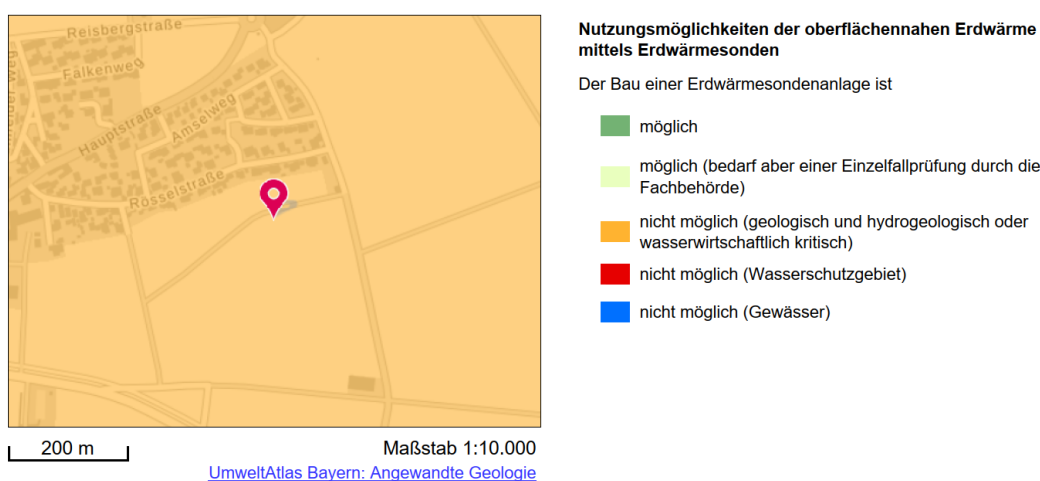 Reisbergstraße
Falkenweg
Hauptstraße
Amselweg
Rösselstraße
200 m
Maßstab 1:10.000
UmweltAtlas Bayern: Angewandte Geologie
Nutzungsmöglichkeiten der oberflächennahen Erdwärme
mittels Erdwärmesonden
Der Bau einer Erdwärmesondenanlage ist
möglich
möglich (bedarf aber einer Einzelfallprüfung durch die
Fachbehörde)
nicht möglich (geologisch und hydrogeologisch oder
wasserwirtschaftlich kritisch)
nicht möglich (Wasserschutzgebiet)
nicht möglich (Gewässer)